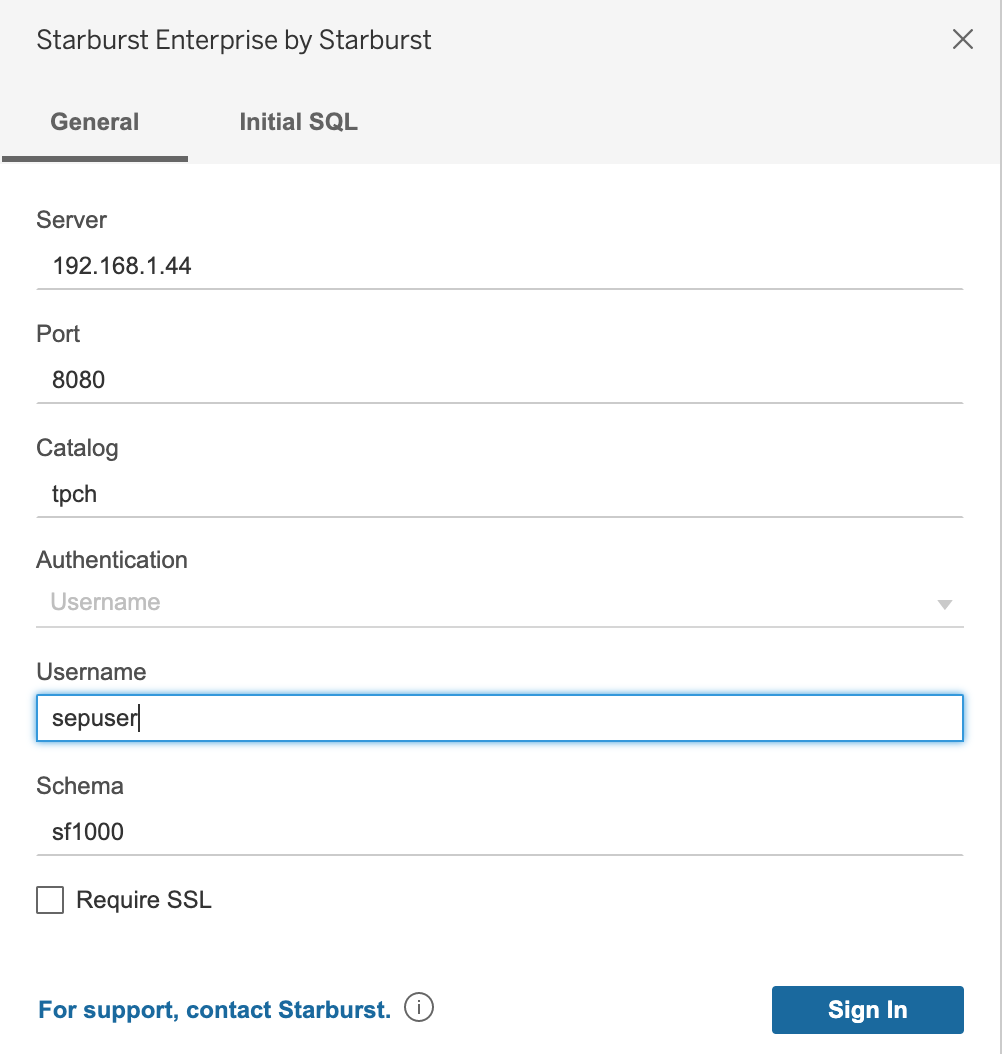 Starburst Enterprise by Starburst
General Initial SQL
Server
192.168.1.44
Port
8080
Catalog
tpch
Authentication
Username
Username
sepuser
Schema
sf1000
Require SSL
For support, contact Starburst. i Sign In